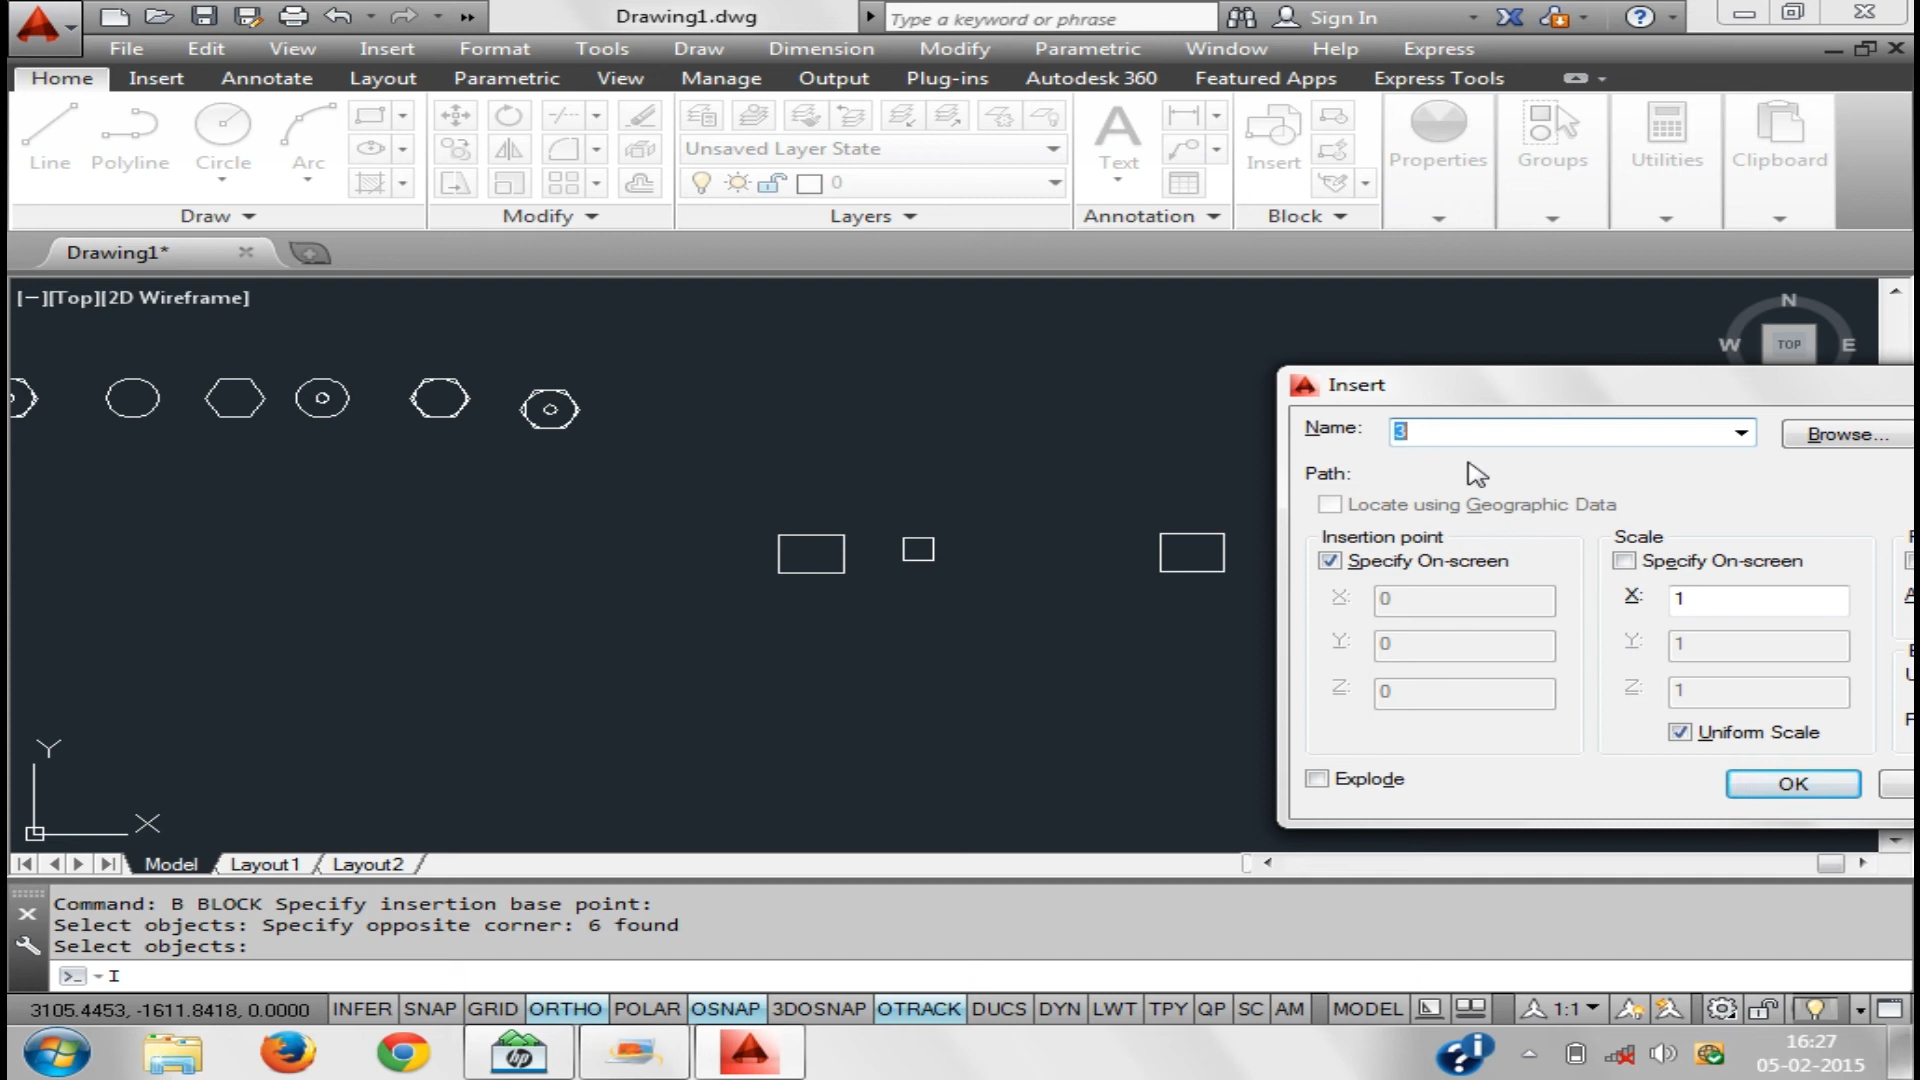 Drawing1.dwg
Type a keyword or phrase
Sign In
File Edit View Insert Format Tools Draw Dimension Modify Parametric Window Help Express
Home Insert Annotate Layout Parametric View Manage Output Plug-ins Autodesk 360 Featured Apps Express Tools
Unsaved Layer State
Line Polyline Circle Arc
Text Insert Properties Groups Utilities Clipboard
0
Draw Modify Layers Annotation Block
Drawing1*
[−][Top][2D Wireframe]
N
W TOP E
Insert
Name: 3 Browse...
Path:
Locate using Geographic Data
Insertion point
Specify On-screen
X: 0
Y: 0
Z: 0
Scale
Specify On-screen
X: 1
Y: 1
Z: 1
Uniform Scale
Explode
OK
Y
X
Model Layout1 Layout2
Command: B BLOCK Specify insertion base point:
Select objects: Specify opposite corner: 6 found
Select objects:
>_ I
3105.4453, -1611.8418, 0.0000 INFER SNAP GRID ORTHO POLAR OSNAP 3DOSNAP OTRACK DUCS DYN LWT TPY QP SC AM MODEL 1:1
hp
16:27
05-02-2015